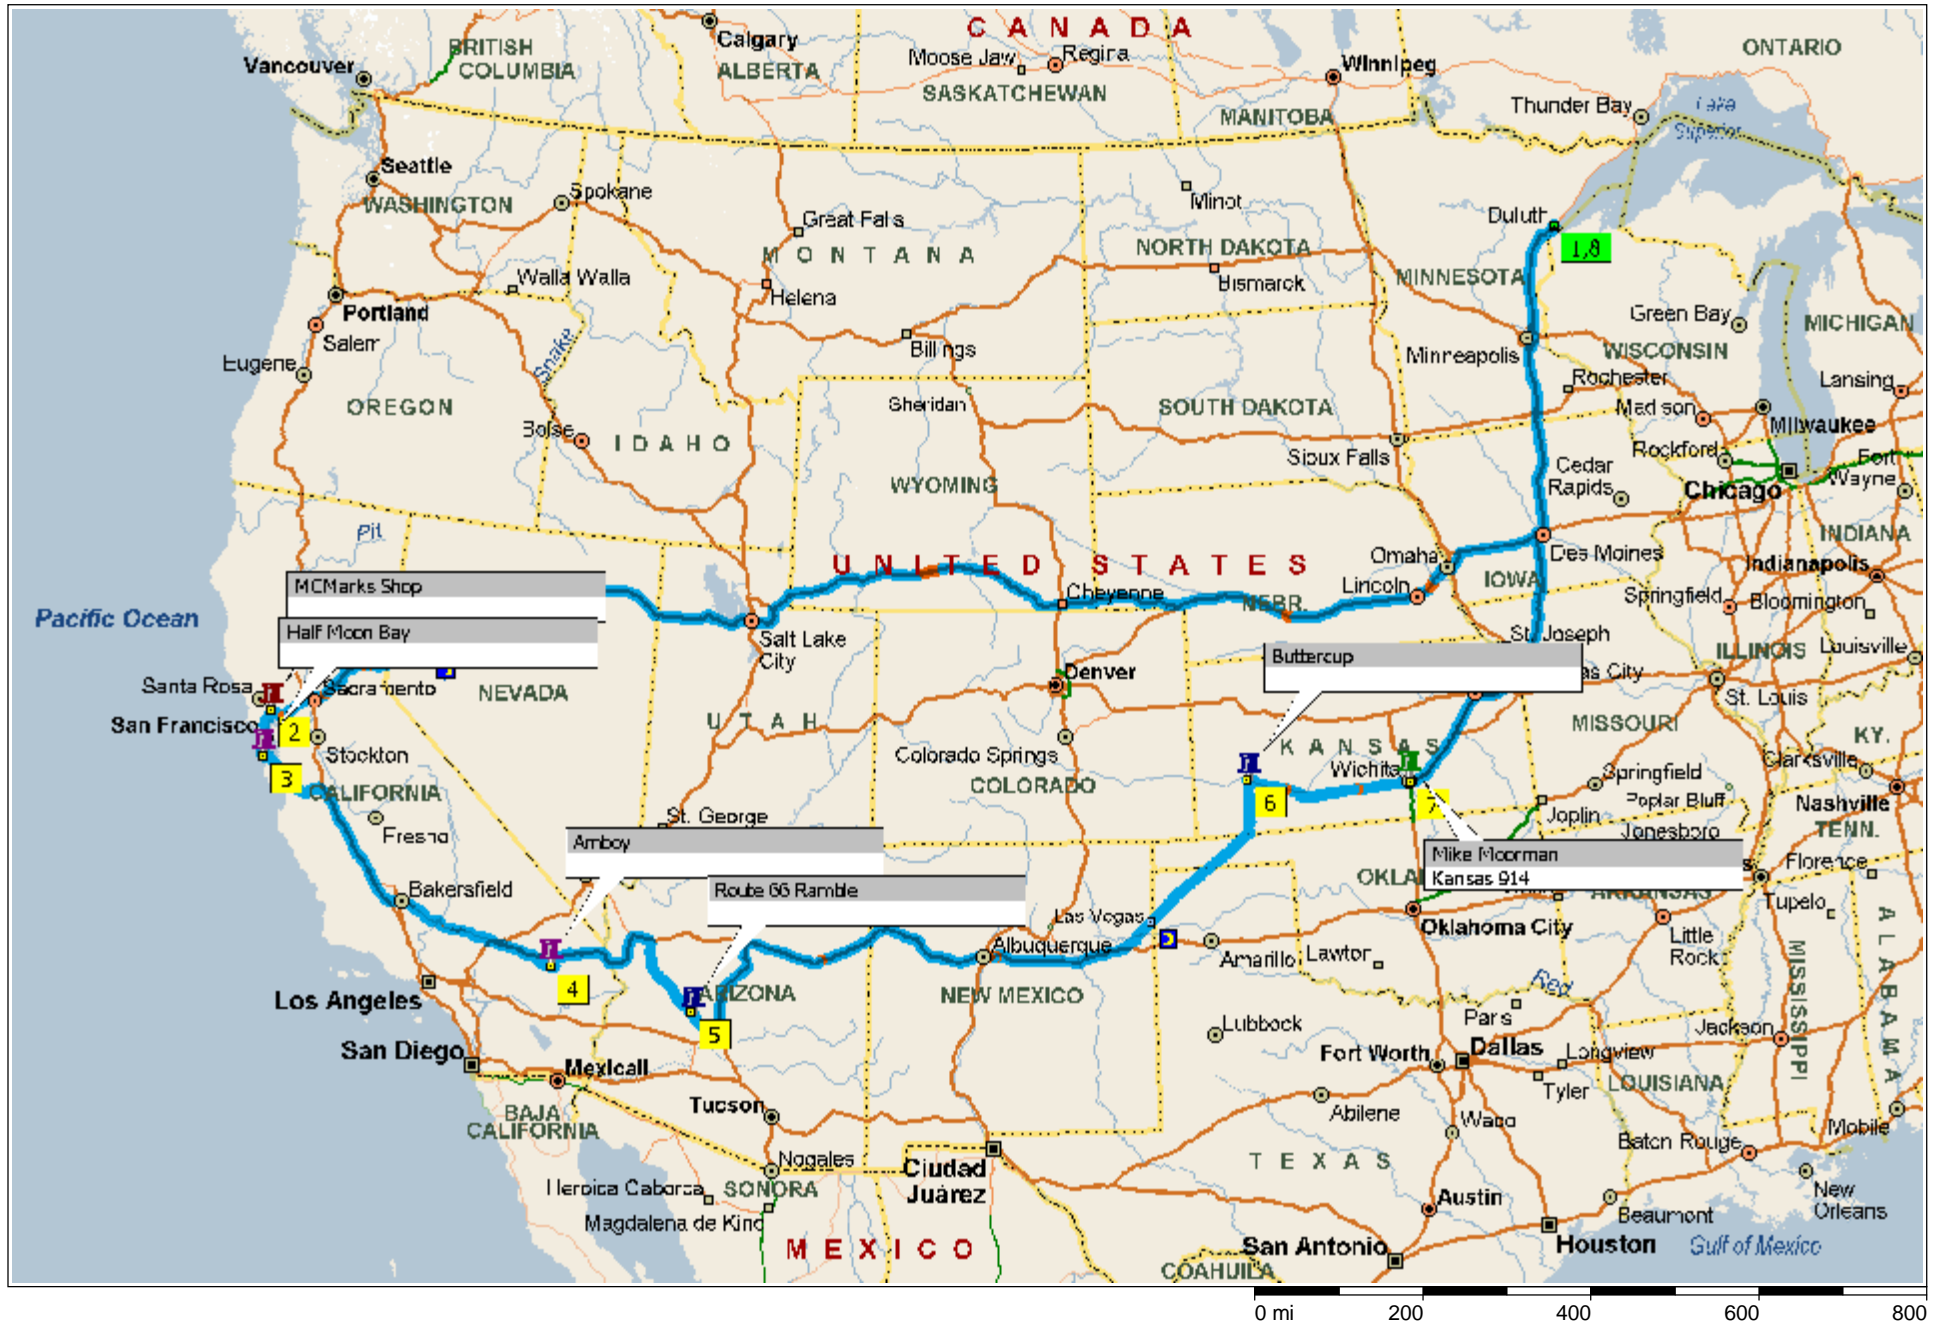 CANADA
Calgary
BRITISH
COLUMBIA
Vancouver
ALBERTA
Moose Jaw
Regina
SASKATCHEWAN
Winnipeg
MANITOBA
ONTARIO
Thunder Bay
Lake
Superior
Seattle
WASHINGTON
Spokane
Great Falls
MONTANA
Minot
NORTH DAKOTA
Bismarck
Duluth
1,8
MINNESOTA
Walla Walla
Helena
Portland
Salem
Eugene
Snake
Billings
Minneapolis
Green Bay
WISCONSIN
MICHIGAN
Rochester
Lansing
OREGON
Boise
IDAHO
Sheridan
SOUTH DAKOTA
Madison
Milwaukee
Sioux Falls
Rockford
Fort
Wayne
Cedar
Rapids
Chicago
WYOMING
Pit
INDIANA
UNITED STATES
Omaha
Des Moines
Indianapolis
IOWA
Lincoln
NEBR.
Cheyenne
Springfield
Bloomington
MCMarks Shop
Pacific Ocean
Half Moon Bay
Salt Lake
City
St. Joseph
ILLINOIS
Louisville
Buttercup
as City
St. Louis
Denver
Santa Rosa
Sacramento
NEVADA
San Francisco
2
UTAH
KANSAS
MISSOURI
KY.
Stockton
Colorado Springs
COLORADO
Wichita
Springfield
Clarksville
3
CALIFORNIA
6
7
Poplar Bluff
Nashville
Fresno
St. George
Joplin
Jonesboro
TENN.
Amboy
Mike Moorman
Kansas 914
Florence
Route 66 Ramble
OKLA
ARKANSAS
s
Tupelo
Bakersfield
Las Vegas
Albuquerque
Oklahoma City
Little
Rock
Amarillo
Lawton
4
ARIZONA
NEW MEXICO
Red
MISSISSIPPI
ALABAMA
Los Angeles
5
Lubbock
Paris
Jackson
San Diego
Mexicali
Fort Worth
Dallas
Longview
Tyler
LOUISIANA
BAJA
CALIFORNIA
Tucson
Abilene
Waco
Mobile
Baton Rouge
Nogales
Ciudad
Juárez
TEXAS
Heroica Caborca
SONORA
Magdalena de Kino
Austin
New
Orleans
Beaumont
MEXICO
San Antonio
Houston
Gulf of Mexico
COAHUILA
0 mi 200 400 600 800